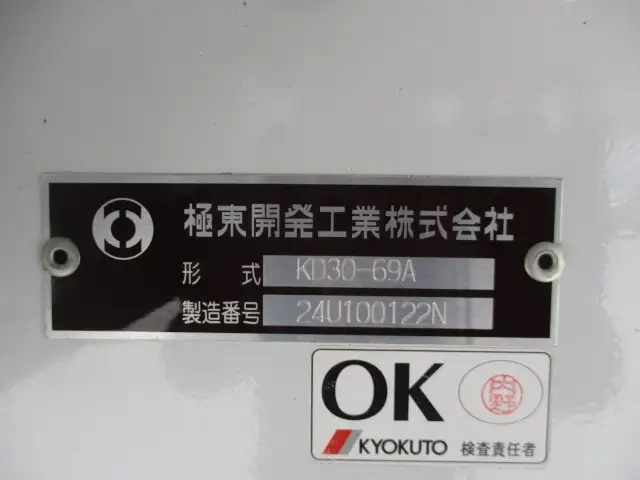 極東開発工業株式会社
形式 KD30-69A
製造番号 24U100122N
OK
KYOKUTO 検査責任者